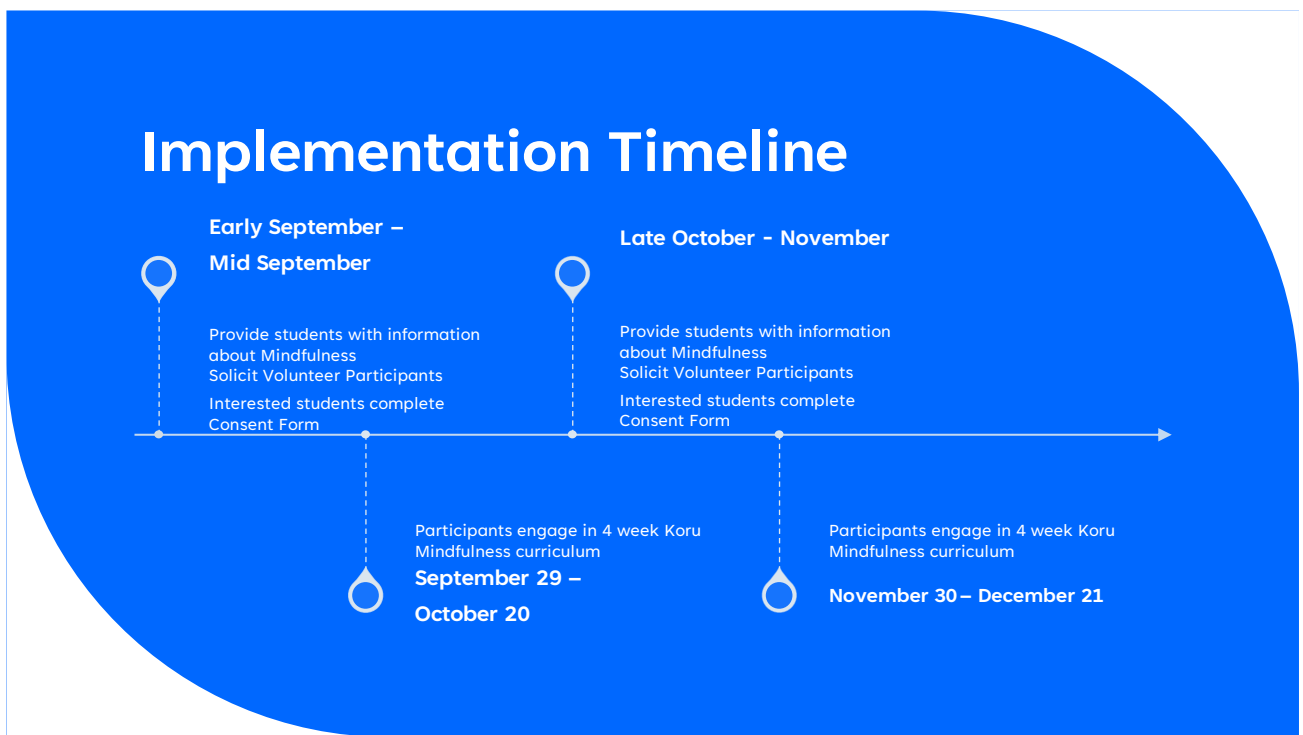 Implementation Timeline
Early September –
Mid September
Provide students with information
about Mindfulness
Solicit Volunteer Participants
Interested students complete
Consent Form
Late October - November
Provide students with information
about Mindfulness
Solicit Volunteer Participants
Interested students complete
Consent Form
Participants engage in 4 week Koru
Mindfulness curriculum
September 29 –
October 20
Participants engage in 4 week Koru
Mindfulness curriculum
November 30 – December 21